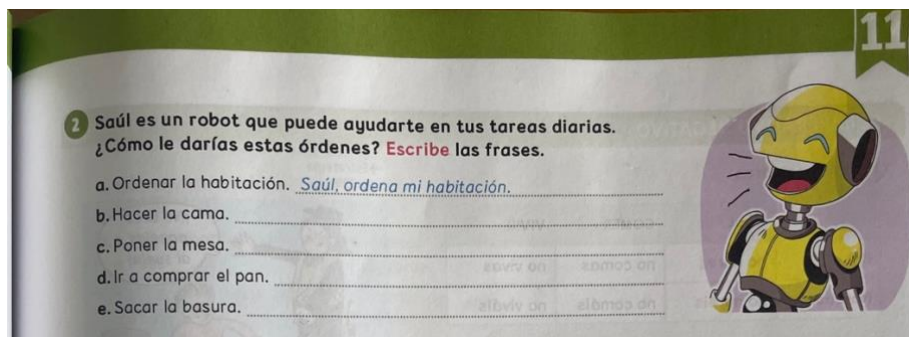 11
2 Saúl es un robot que puede ayudarte en tus tareas diarias.
¿Cómo le darías estas órdenes? Escribe las frases.
a. Ordenar la habitación. Saúl, ordena mi habitación.
b. Hacer la cama.
c. Poner la mesa.
d. Ir a comprar el pan.
e. Sacar la basura.